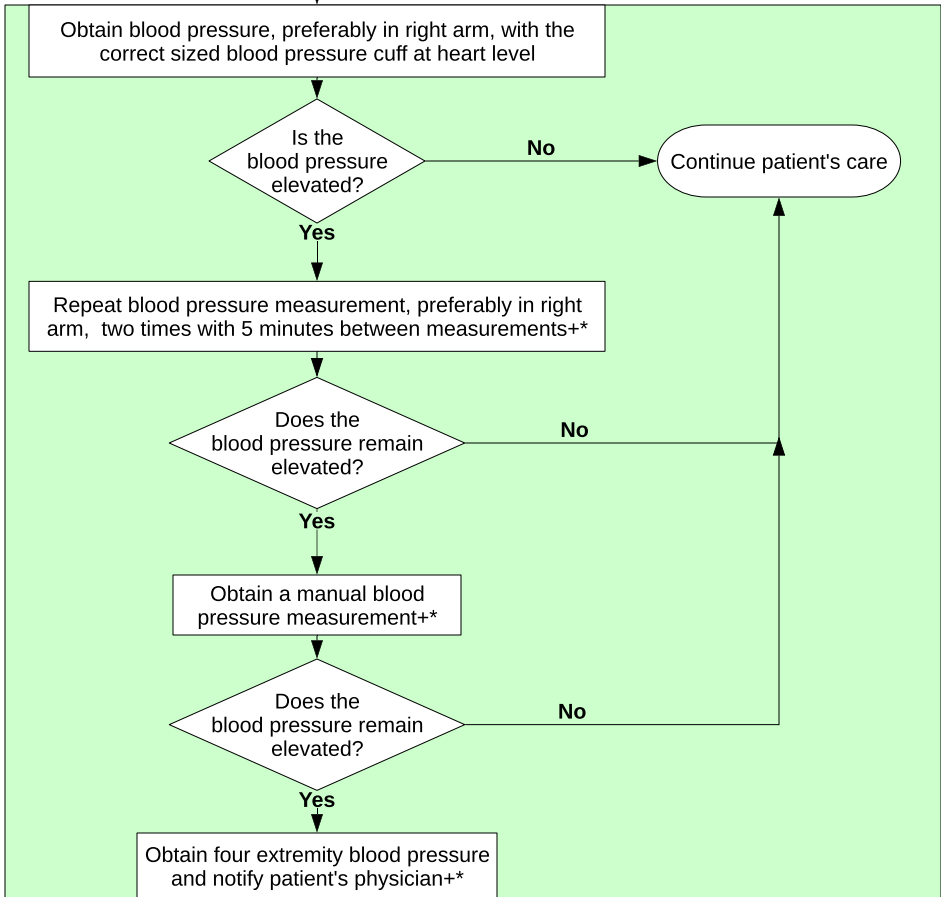 Obtain blood pressure, preferably in right arm, with the
correct sized blood pressure cuff at heart level
Is the
blood pressure
elevated?
No
Continue patient's care
Yes
Repeat blood pressure measurement, preferably in right
arm,  two times with 5 minutes between measurements+*
Does the
blood pressure remain
elevated?
No
Yes
Obtain a manual blood
pressure measurement+*
Does the
blood pressure remain
elevated?
No
Yes
Obtain four extremity blood pressure
and notify patient's physician+*